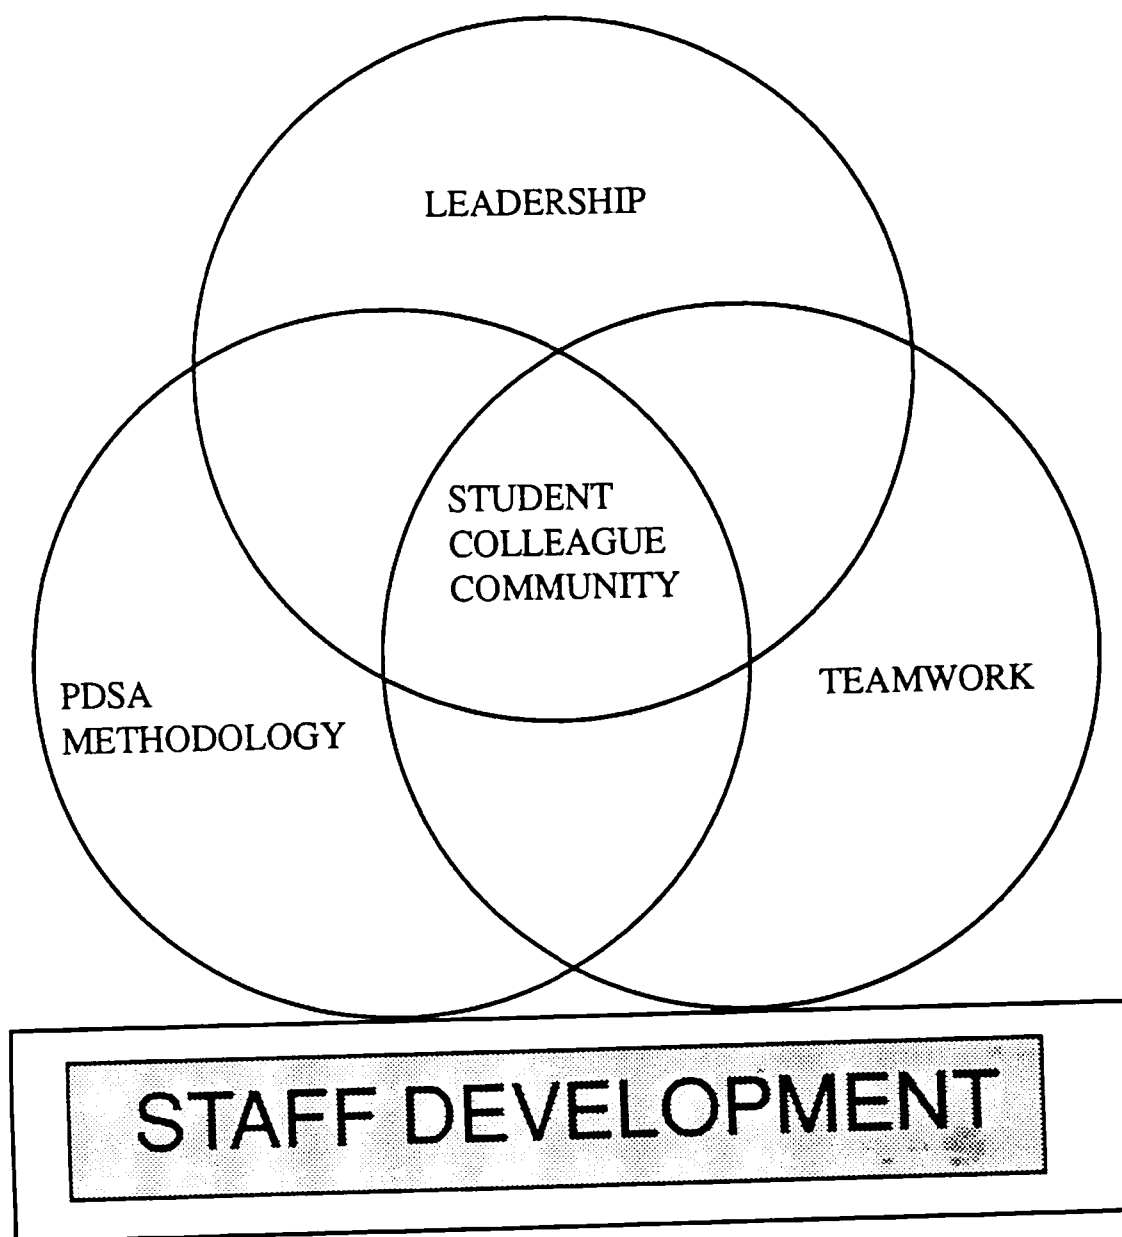 LEADERSHIP
STUDENT
COLLEAGUE
COMMUNITY
PDSA
METHODOLOGY
TEAMWORK
STAFF DEVELOPMENT